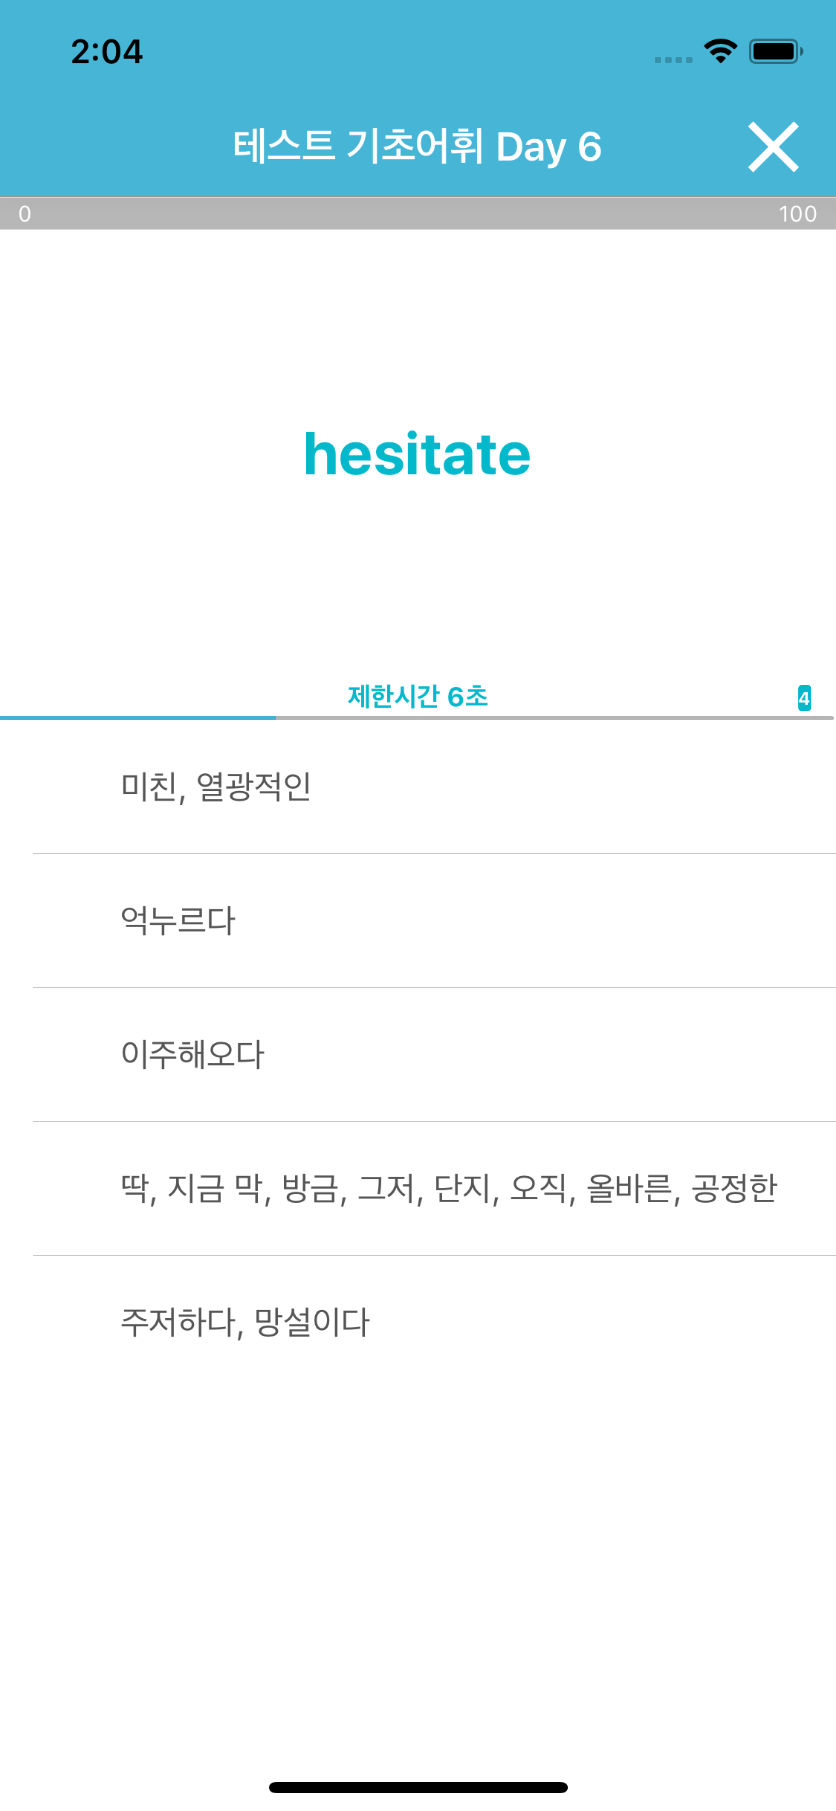 2:04
테스트 기초어휘 Day 6
0 100
hesitate
제한시간 6초 4
미친, 열광적인
억누르다
이주해오다
딱, 지금 막, 방금, 그저, 단지, 오직, 올바른, 공정한
주저하다, 망설이다